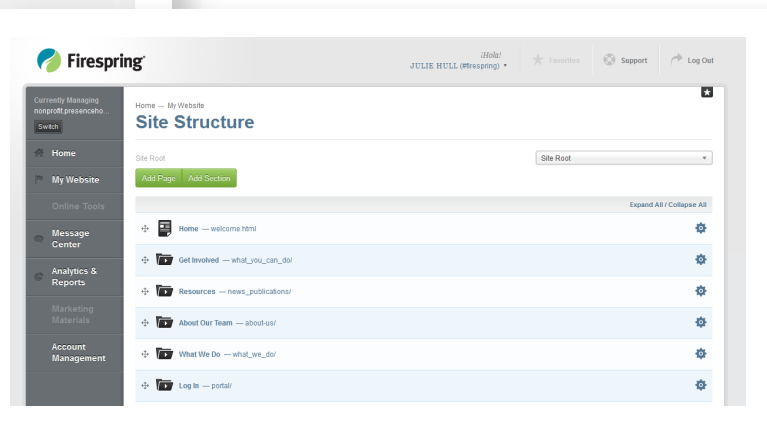 Firespring
¡Hola!
JULIE HULL (#firespring)
Favorites
Support
Log Out
Currently Managing
nonprofit.presenceho...
Switch
Home
My Website
Online Tools
Message
Center
Analytics &
Reports
Marketing
Materials
Account
Management
Home — My Website
Site Structure
Site Root
Site Root
Add Page
Add Section
Expand All / Collapse All
Home — welcome.html
Get Involved — what_you_can_do/
Resources — news_publications/
About Our Team — about-us/
What We Do — what_we_do/
Log In — portal/